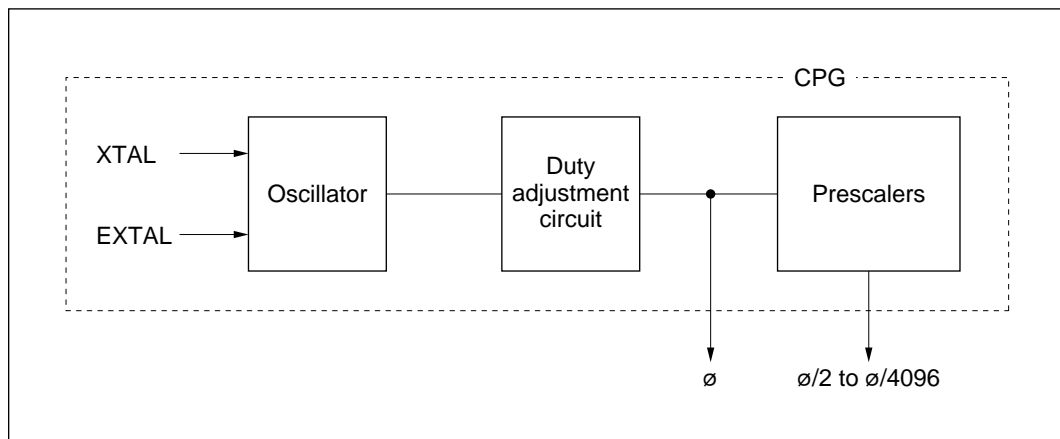 CPG
XTAL
EXTAL
Oscillator
Duty
adjustment
circuit
Prescalers
ø
ø/2 to ø/4096